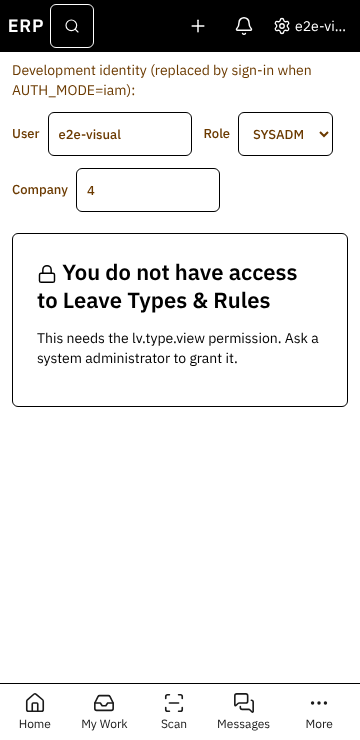 ERP
e2e-vi...
Development identity (replaced by sign-in when
AUTH_MODE=iam):
User e2e-visual Role SYSADM
Company 4
You do not have access
to Leave Types & Rules
This needs the lv.type.view permission. Ask a
system administrator to grant it.
Home My Work Scan Messages More